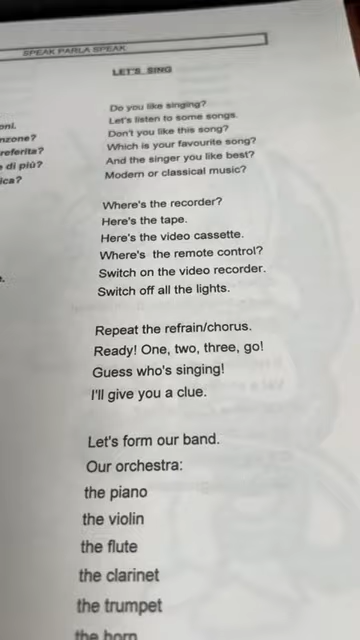 SPEAK PARLA SPEAK
LET'S SING
oni.
nzone?
referita?
di più?
ica?
Do you like singing?
Let's listen to some songs.
Don't you like this song?
Which is your favourite song?
And the singer you like best?
Modern or classical music?
Where's the recorder?
Here's the tape.
Here's the video cassette.
Where's the remote control?
Switch on the video recorder.
Switch off all the lights.
Repeat the refrain/chorus.
Ready! One, two, three, go!
Guess who's singing!
I'll give you a clue.
Let's form our band.
Our orchestra:
the piano
the violin
the flute
the clarinet
the trumpet
the horn